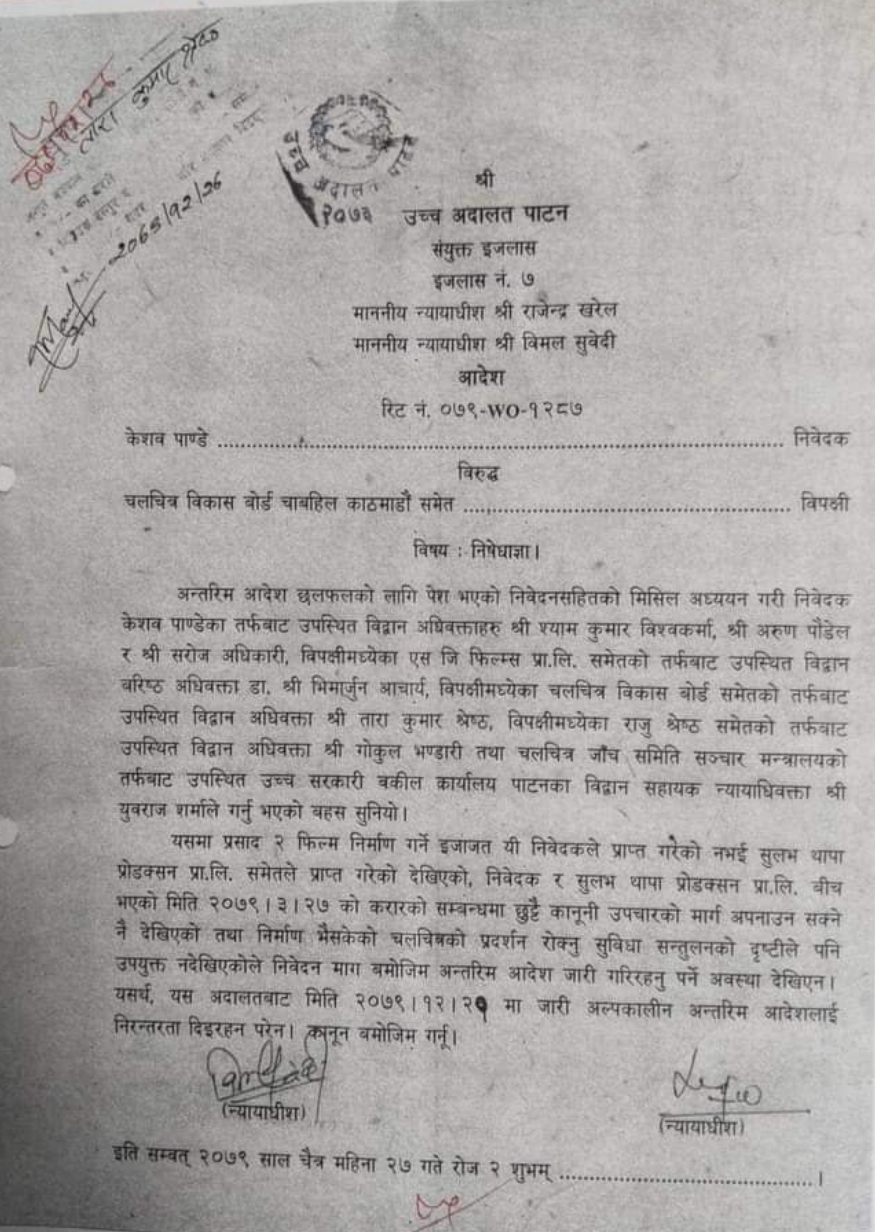 तारा कुमार श्रेष्ठ
उच्च अदालत पाटन
२०७३
श्री
उच्च अदालत पाटन
संयुक्त इजलास
इजलास नं. ७
माननीय न्यायाधीश श्री राजेन्द्र खरेल
माननीय न्यायाधीश श्री विमल सुवेदी
आदेश
रिट नं. ०७९-WO-१२८७
केशव पाण्डे ............................................................ निवेदक
विरुद्ध
चलचित्र विकास बोर्ड चाबहिल काठमाडौ समेत ............................................ विपक्षी
विषय : निषेधाज्ञा।
अन्तरिम आदेश छलफलको लागि पेश भएको निवेदनसहितको मिसिल अध्ययन गरी निवेदक
केशव पाण्डेका तर्फबाट उपस्थित विद्वान अधिवक्ताहरु श्री श्याम कुमार विश्वकर्मा, श्री अरुण पौडेल
र श्री सरोज अधिकारी, विपक्षीमध्येका एस जि फिल्म्स प्रा.लि. समेतको तर्फबाट उपस्थित विद्वान
बरिष्ठ अधिवक्ता डा. श्री भिमार्जुन आचार्य, विपक्षीमध्येका चलचित्र विकास बोर्ड समेतको तर्फबाट
उपस्थित विद्वान अधिवक्ता श्री तारा कुमार श्रेष्ठ, विपक्षीमध्येका राजु श्रेष्ठ समेतको तर्फबाट
उपस्थित विद्वान अधिवक्ता श्री गोकुल भण्डारी तथा चलचित्र जाँच समिति सञ्चार मन्त्रालयको
तर्फबाट उपस्थित उच्च सरकारी वकील कार्यालय पाटनका विद्वान सहायक न्यायाधिवक्ता श्री
युवराज शर्माले गर्नु भएको बहस सुनियो।
यसमा प्रसाद २ फिल्म निर्माण गर्ने इजाजत यी निवेदकले प्राप्त गरेको नभई सुलभ थापा
प्रोडक्सन प्रा.लि. समेतले प्राप्त गरेको देखिएको, निवेदक र सुलभ थापा प्रोडक्सन प्रा.लि. बीच
भएको मिति २०७९।३।२७ को करारको सम्बन्धमा छुट्टै कानूनी उपचारको मार्ग अपनाउन सक्ने
नै देखिएको तथा निर्माण भैसकेको चलचित्रको प्रदर्शन रोक्नु सुविधा सन्तुलनको दृष्टीले पनि
उपयुक्त नदेखिएकोले निवेदन माग बमोजिम अन्तरिम आदेश जारी गरिरहनु पर्ने अवस्था देखिएन।
यसर्थ, यस अदालतबाट मिति २०७९।१२।२१ मा जारी अल्पकालीन अन्तरिम आदेशलाई
निरन्तरता दिइरहन परेन। कानून बमोजिम गर्नू।
(न्यायाधीश)
(न्यायाधीश)
इति सम्वत् २०७९ साल चैत्र महिना २७ गते रोज २ शुभम् ........................................।